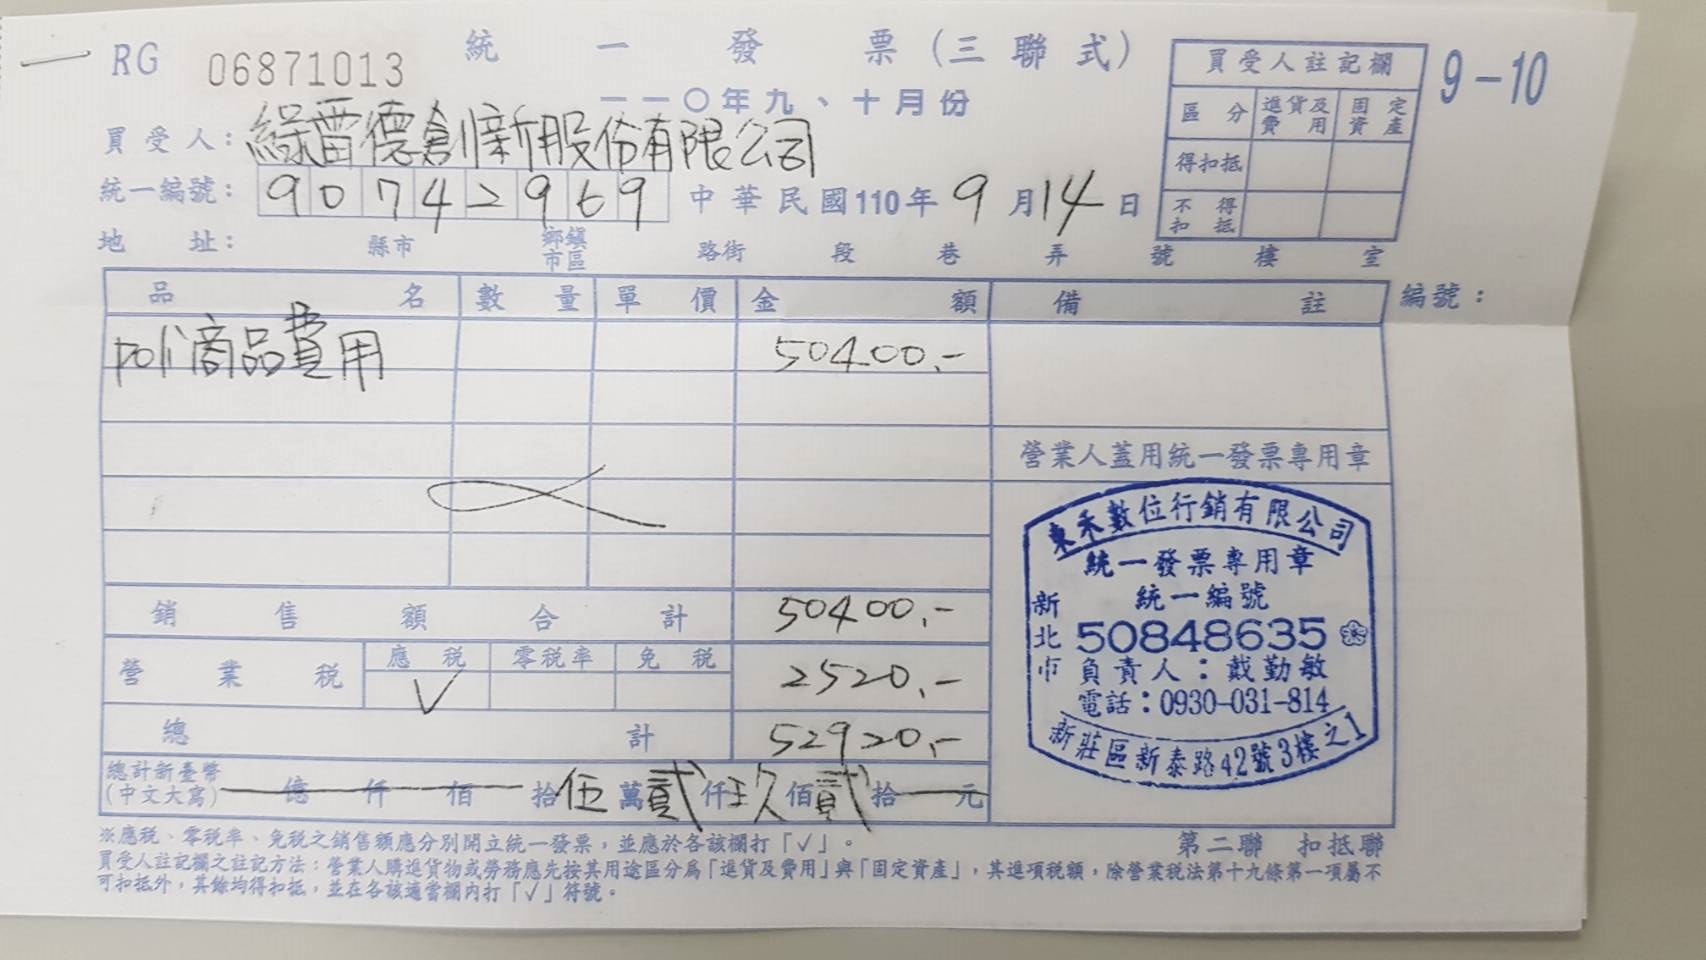 RG 06871013 統一發票(三聯式)
一一〇年九、十月份
9-10
買受人註記欄
區分 進貨及費用 固定資產
得扣抵
不得扣抵
買受人:綠雷德創新股份有限公司
統一編號:90742969 中華民國110年9月14日
地址: 縣市 鄉鎮市區 路街 段 巷 弄 號 樓 室
品名 數量 單價 金額 備註 編號:
poli商品費用 50400.-
營業人蓋用統一發票專用章
銷售額合計 50400.-
營業稅 應稅 零稅率 免稅 2520.-
V
總計 52920.-
總計新臺幣(中文大寫) 億仟佰拾伍萬貳仟玖佰貳拾元
東禾數位行銷有限公司
統一發票專用章
統一編號
新北市
50848635
負責人:戴勤敏
電話:0930-031-814
新莊區新泰路42號3樓之1
※應稅、零稅率、免稅之銷售額應分別開立統一發票,並應於各該欄打「√」。
第二聯 扣抵聯
買受人註記欄之註記方法:營業人購進貨物或勞務應先按其用途區分為「進貨及費用」與「固定資產」,其進項稅額,除營業稅法第十九條第一項屬不
可扣抵外,其餘均得扣抵,並在各該適當欄內打「√」符號。